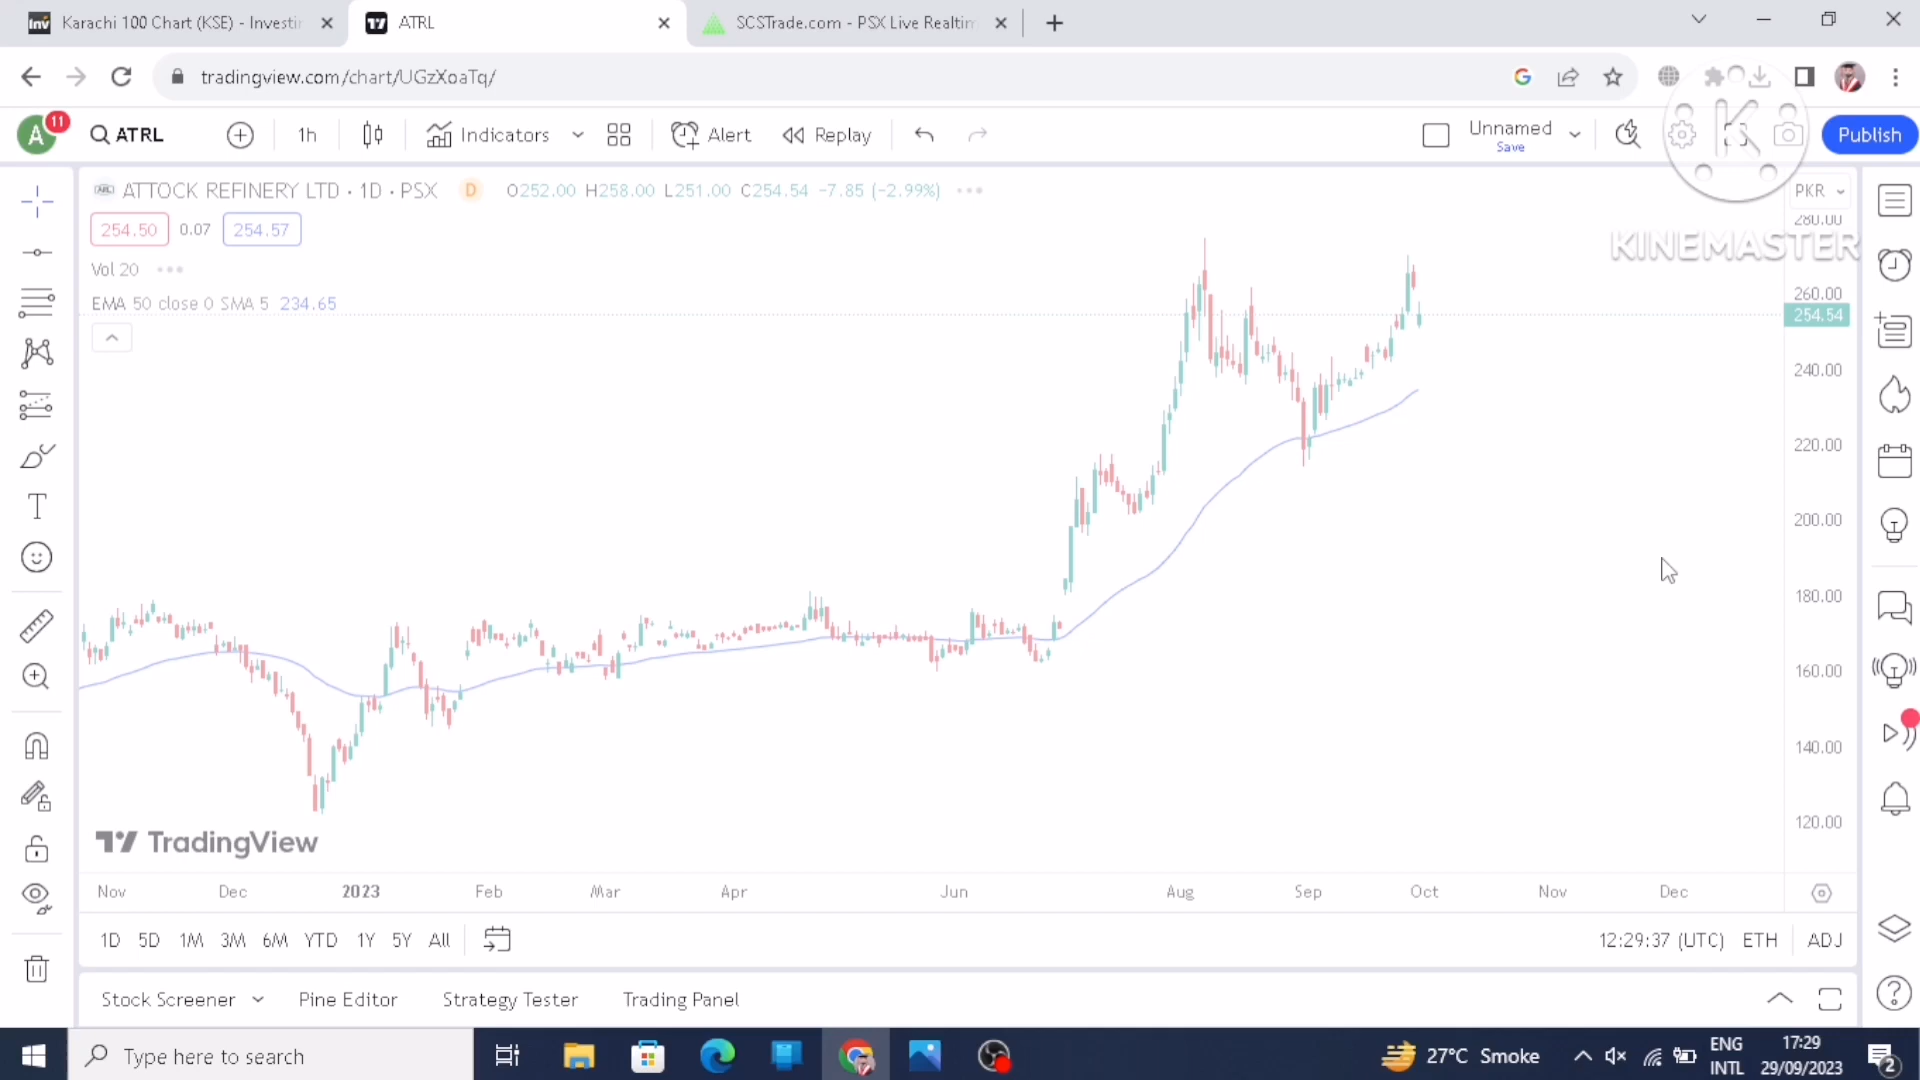 Karachi 100 Chart (KSE) - Investin
ATRL
SCSTrade.com - PSX Live Realtim
tradingview.com/chart/UGzXoaTq/
A 11
ATRL
1h
Indicators
Alert
Replay
Unnamed
Save
Publish
ATTOCK REFINERY LTD · 1D · PSX
D
O252.00 H258.00 L251.00 C254.54 -7.85 (-2.99%)
PKR
254.50 0.07 254.57
Vol 20
EMA 50 close 0 SMA 5 234.65
KINEMASTER
280.00
260.00
254.54
240.00
220.00
200.00
180.00
160.00
140.00
120.00
TradingView
Nov Dec 2023 Feb Mar Apr Jun Aug Sep Oct Nov Dec
1D 5D 1M 3M 6M YTD 1Y 5Y All
12:29:37 (UTC) ETH ADJ
Stock Screener Pine Editor Strategy Tester Trading Panel
Type here to search
27°C Smoke
ENG
INTL
17:29
29/09/2023
2